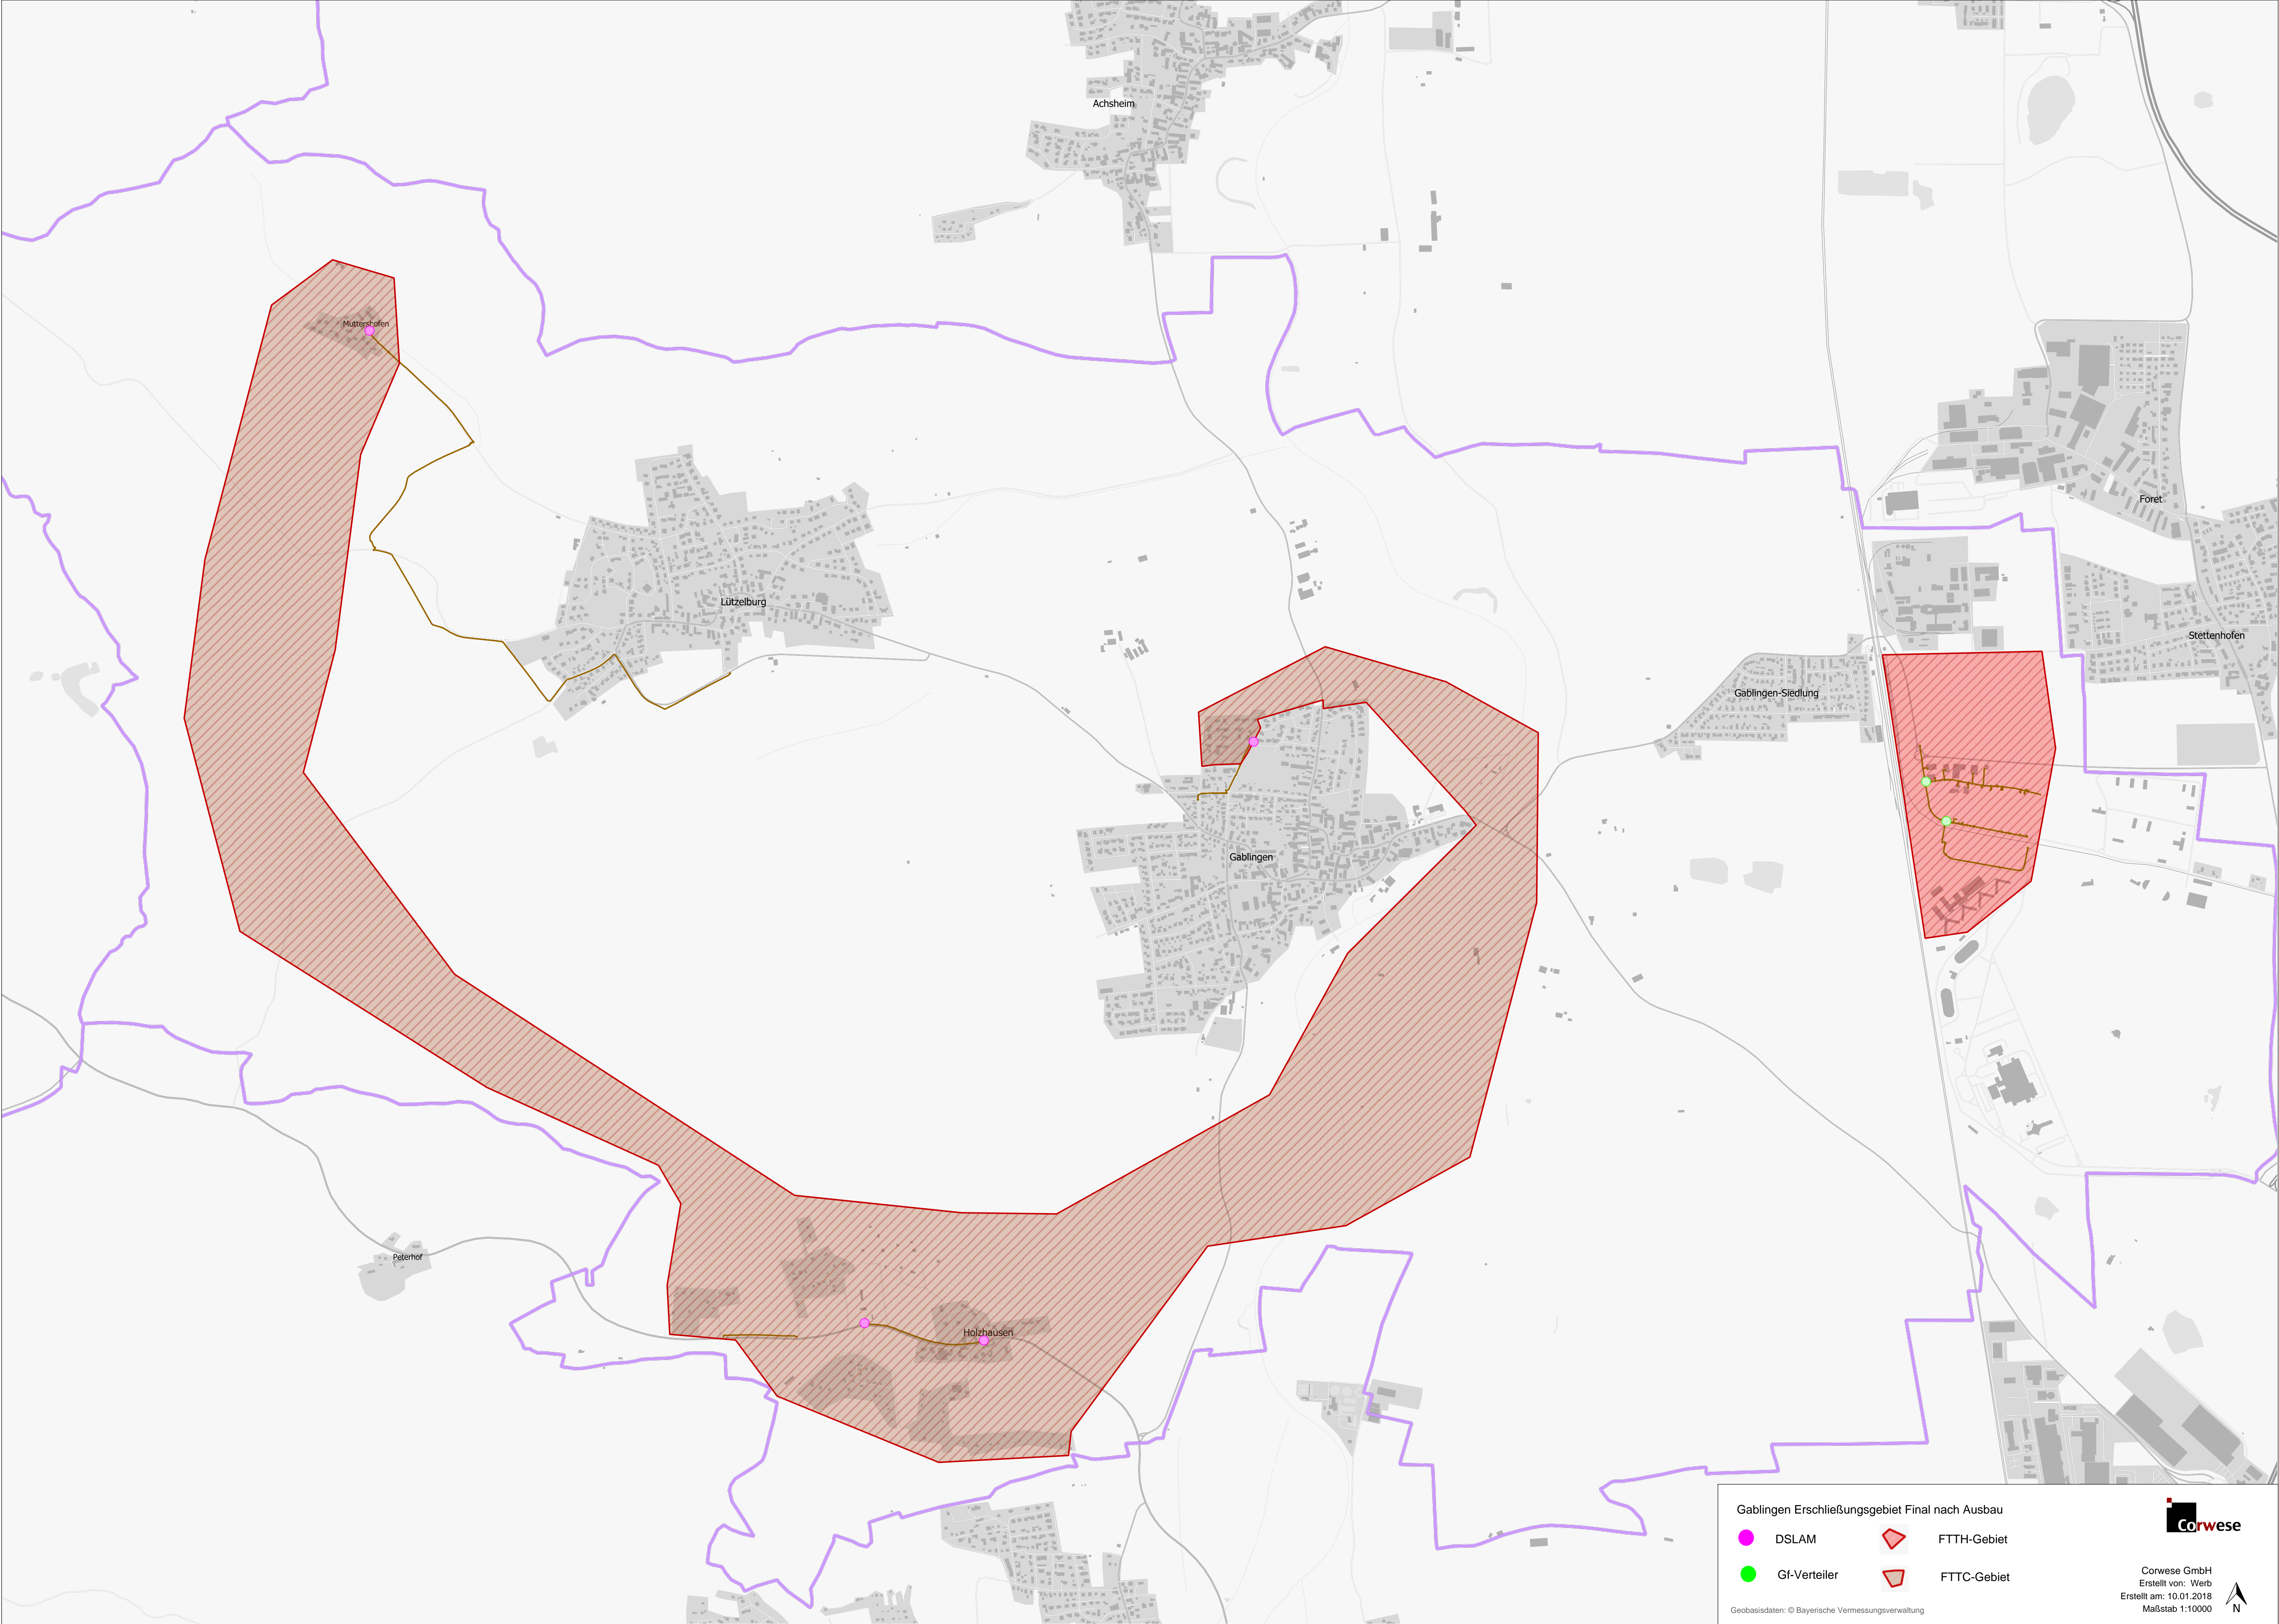 Achsheim
Muttershofen
Foret
Lützelburg
Stettenhofen
Gablingen-Siedlung
Gablingen
Peterhof
Holzhausen
Gablingen Erschließungsgebiet Final nach Ausbau
DSLAM
FTTH-Gebiet
Gf-Verteiler
FTTC-Gebiet
Geobasisdaten: © Bayerische Vermessungsverwaltung
Corwese
Corwese GmbH
Erstellt von: Werb
Erstellt am: 10.01.2018
Maßstab 1:10000
N